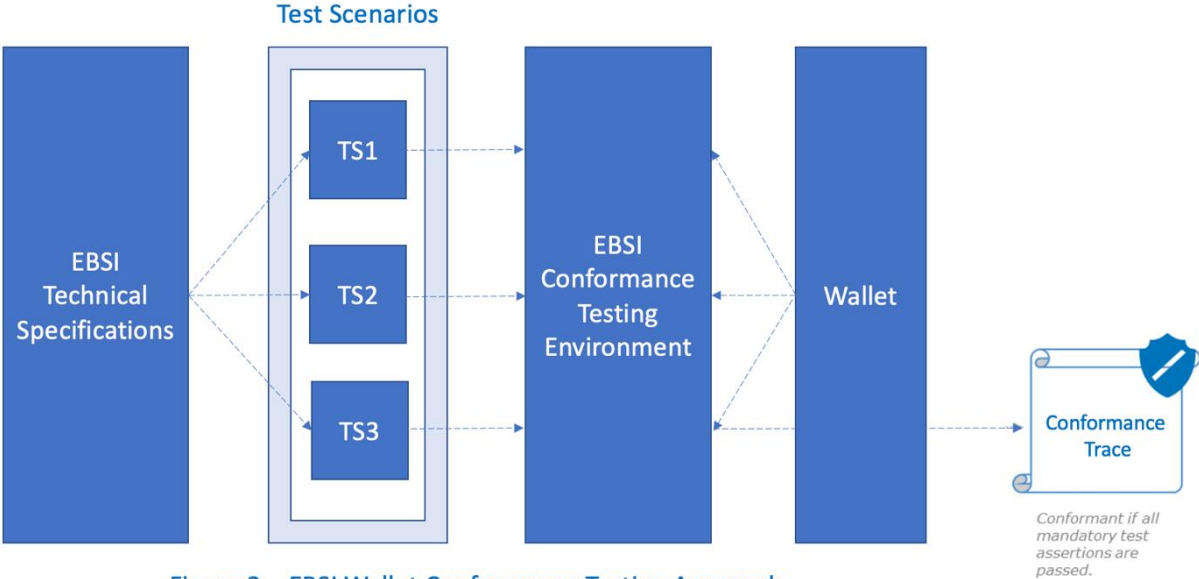 Test Scenarios
EBSI
Technical
Specifications
TS1
TS2
TS3
EBSI
Conformance
Testing
Environment
Wallet
Conformance
Trace
Conformant if all
mandatory test
assertions are
passed.